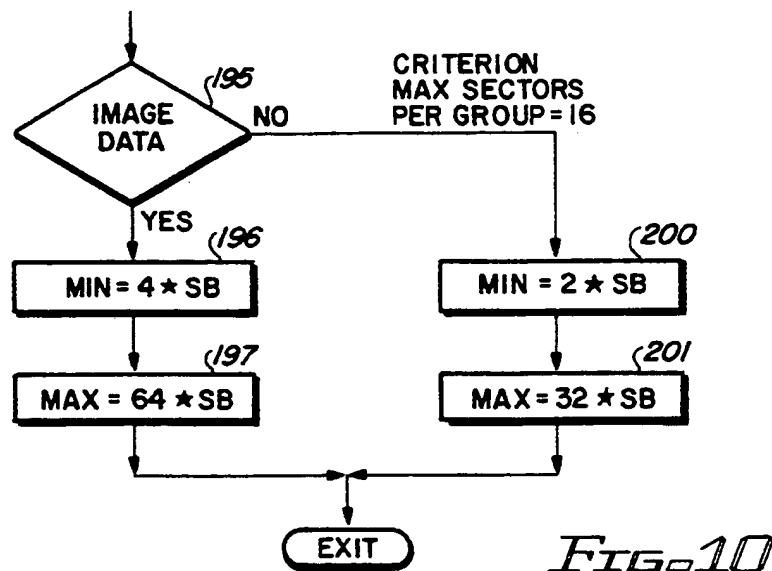 195
IMAGE
DATA
NO
CRITERION
MAX SECTORS
PER GROUP = 16
YES
196
MIN = 4 * SB
200
MIN = 2 * SB
197
MAX = 64 * SB
201
MAX = 32 * SB
EXIT
FIG. 10